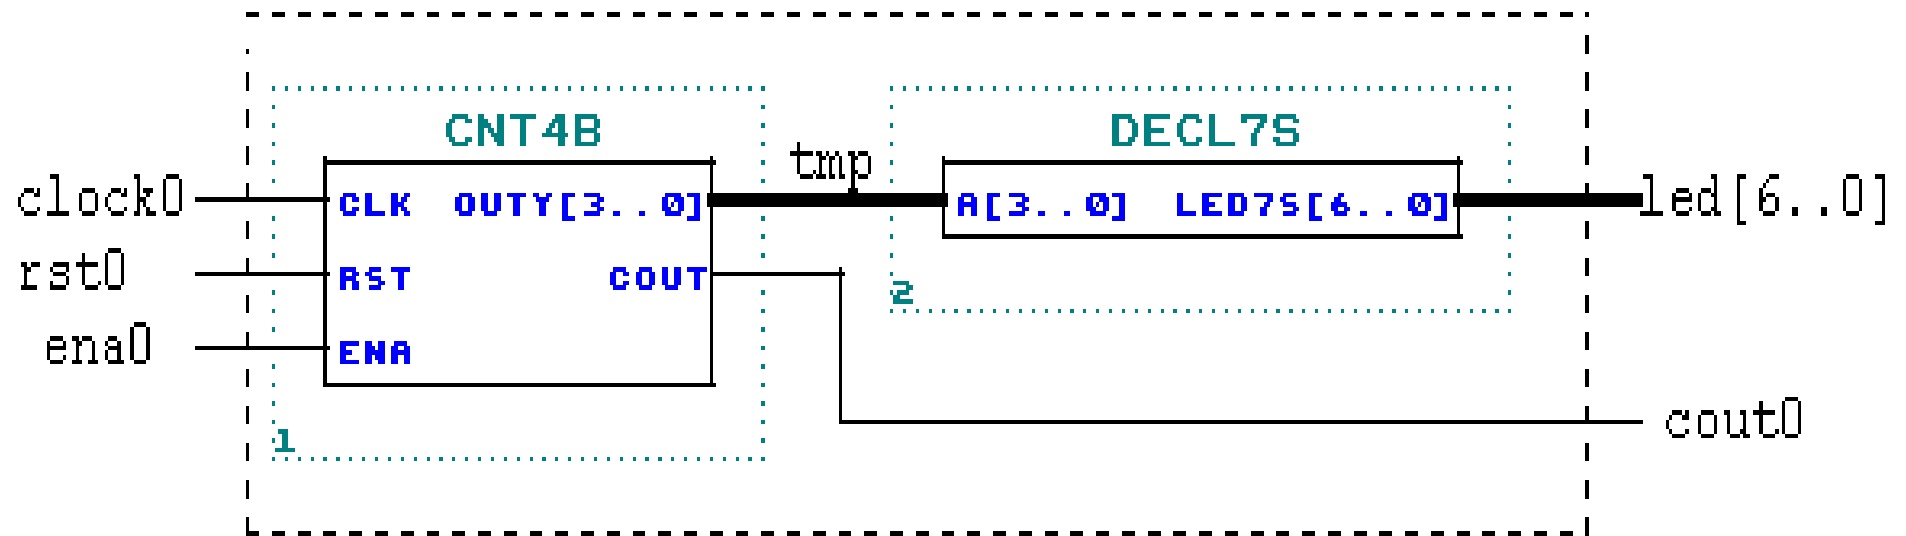 CNT4B
DECL7S
tmp
clock0 CLK OUTY[3..0] A[3..0] LED7S[6..0] led[6..0]
rst0 RST COUT
2
ena0 ENA
1
cout0